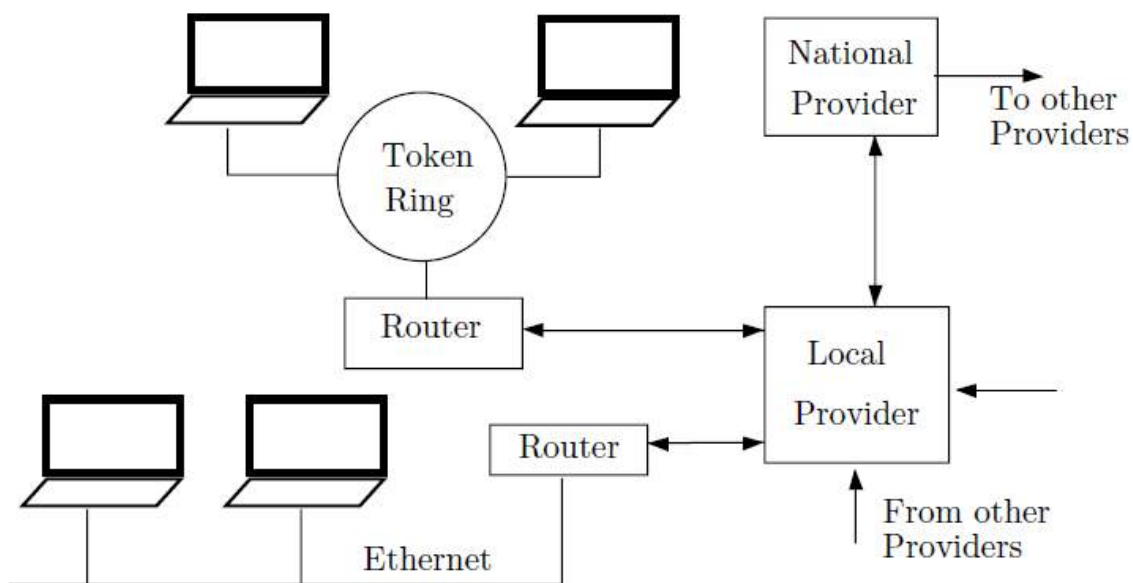 National
Provider
To other
Providers
Token
Ring
Router
Local
Provider
Router
From other
Providers
Ethernet